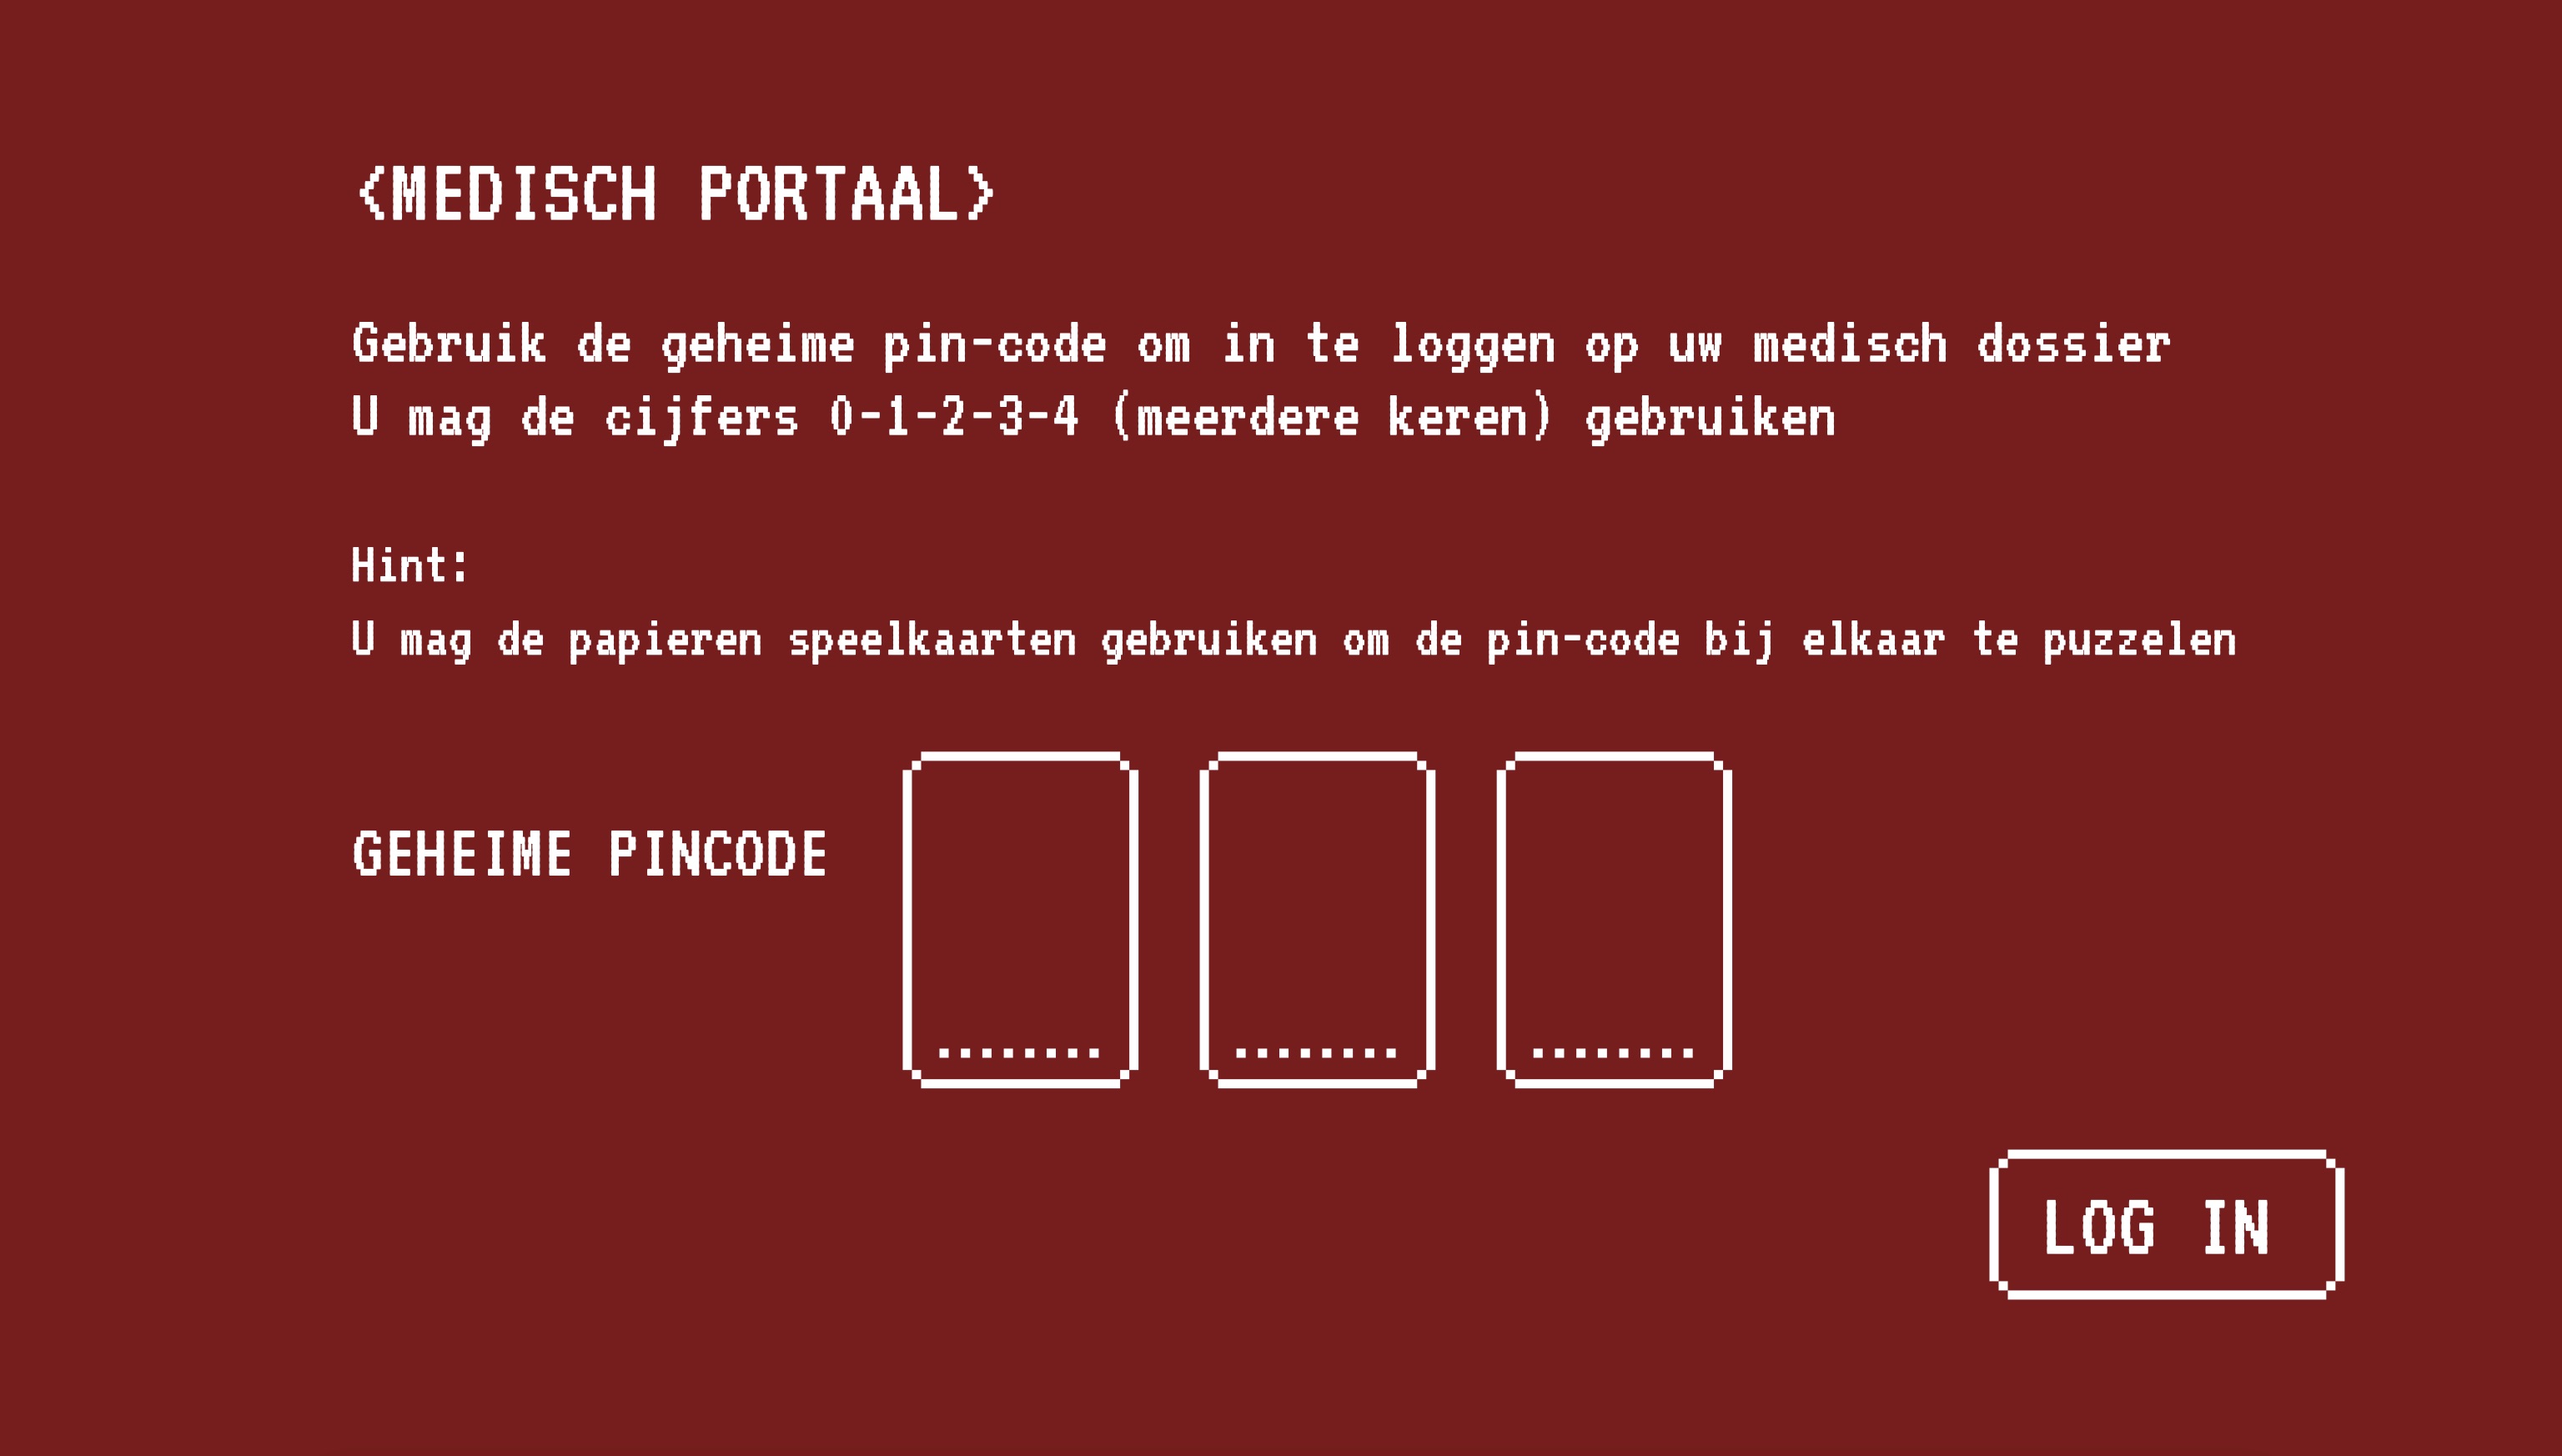 <MEDISCH PORTAAL>
Gebruik de geheime pin-code om in te loggen op uw medisch dossier
U mag de cijfers 0-1-2-3-4 (meerdere keren) gebruiken
Hint:
U mag de papieren speelkaarten gebruiken om de pin-code bij elkaar te puzzelen
GEHEIME PINCODE
LOG IN